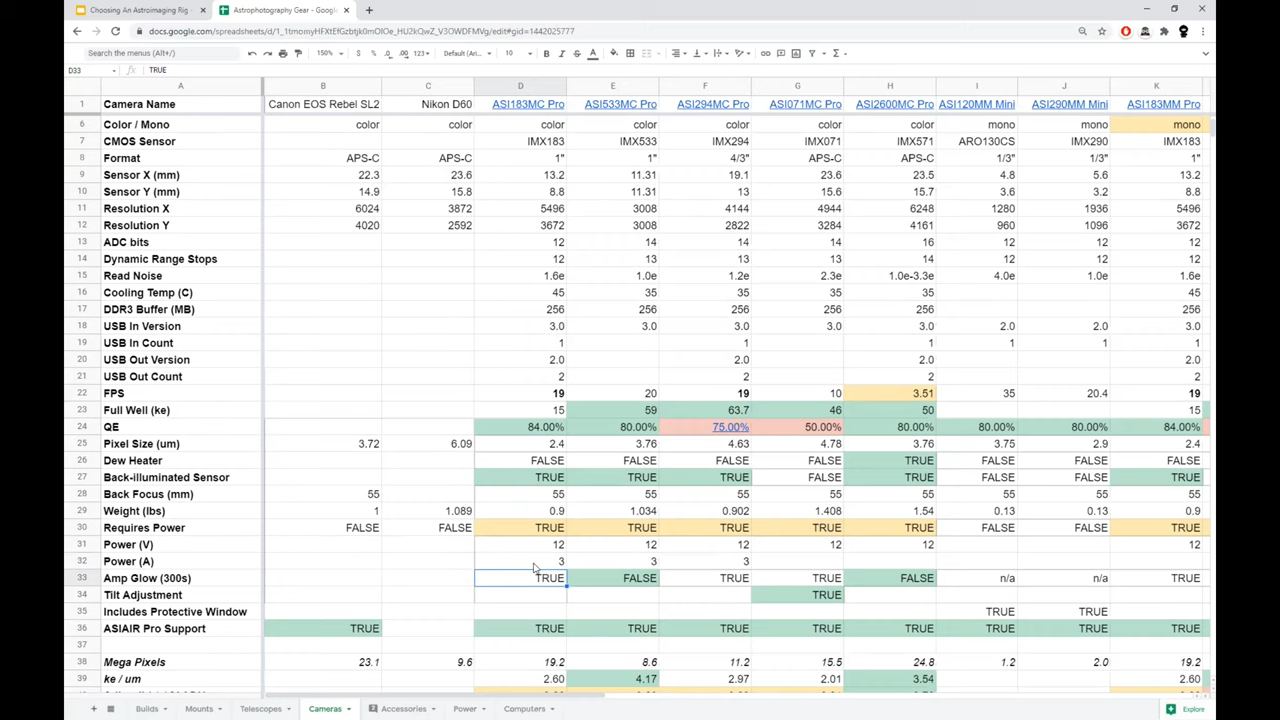 Choosing An Astroimaging Rig -
Astrophotography Gear - Google
docs.google.com/spreadsheets/d/1_1tmomyHFXtEfGzbtjk0mOlOe_HU2kQwZ_V3OWDFMVg/edit#gid=1442025777
Search the menus (Alt+/) 150% $ % .0 .00 123 Default (Ari... 10 B I S A
D33 fx TRUE
A B C D E F G H I J K
1 Camera Name Canon EOS Rebel SL2 Nikon D60 ASI183MC Pro ASI533MC Pro ASI294MC Pro ASI071MC Pro ASI2600MC Pro ASI120MM Mini ASI290MM Mini ASI183MM Pro
6 Color / Mono color color color color color color color mono mono mono
7 CMOS Sensor IMX183 IMX533 IMX294 IMX071 IMX571 ARO130CS IMX290 IMX183
8 Format APS-C APS-C 1" 1" 4/3" APS-C APS-C 1/3" 1/3" 1"
9 Sensor X (mm) 22.3 23.6 13.2 11.31 19.1 23.6 23.5 4.8 5.6 13.2
10 Sensor Y (mm) 14.9 15.8 8.8 11.31 13 15.6 15.7 3.6 3.2 8.8
11 Resolution X 6024 3872 5496 3008 4144 4944 6248 1280 1936 5496
12 Resolution Y 4020 2592 3672 3008 2822 3284 4161 960 1096 3672
13 ADC bits 12 14 14 14 16 12 12 12
14 Dynamic Range Stops 12 13 13 13 14 12 12 12
15 Read Noise 1.6e 1.0e 1.2e 2.3e 1.0e-3.3e 4.0e 1.0e 1.6e
16 Cooling Temp (C) 45 35 35 35 35 45
17 DDR3 Buffer (MB) 256 256 256 256 256 256
18 USB In Version 3.0 3.0 3.0 3.0 3.0 2.0 2.0 3.0
19 USB In Count 1 1 1 1 1 1
20 USB Out Version 2.0 2.0 2.0 2.0
21 USB Out Count 2 2 2 2
22 FPS 19 20 19 10 3.51 35 20.4 19
23 Full Well (ke) 15 59 63.7 46 50 15
24 QE 84.00% 80.00% 75.00% 50.00% 80.00% 80.00% 80.00% 84.00%
25 Pixel Size (um) 3.72 6.09 2.4 3.76 4.63 4.78 3.76 3.75 2.9 2.4
26 Dew Heater FALSE FALSE FALSE FALSE TRUE FALSE FALSE FALSE
27 Back-illuminated Sensor TRUE TRUE TRUE FALSE TRUE FALSE FALSE TRUE
28 Back Focus (mm) 55 55 55 55 55 55 55 55 55
29 Weight (lbs) 1 1.089 0.9 1.034 0.902 1.408 1.54 0.13 0.13 0.9
30 Requires Power FALSE FALSE TRUE TRUE TRUE TRUE TRUE FALSE FALSE TRUE
31 Power (V) 12 12 12 12 12 12
32 Power (A) 3 3 3
33 Amp Glow (300s) TRUE FALSE TRUE TRUE FALSE n/a n/a TRUE
34 Tilt Adjustment TRUE
35 Includes Protective Window TRUE TRUE
36 ASIAIR Pro Support TRUE TRUE TRUE TRUE TRUE TRUE TRUE TRUE TRUE
37
38 Mega Pixels 23.1 9.6 19.2 8.6 11.2 15.5 24.8 1.2 2.0 19.2
39 ke / um 2.60 4.17 2.97 2.01 3.54 2.60
Builds Mounts Telescopes Cameras Accessories Power Computers Explore